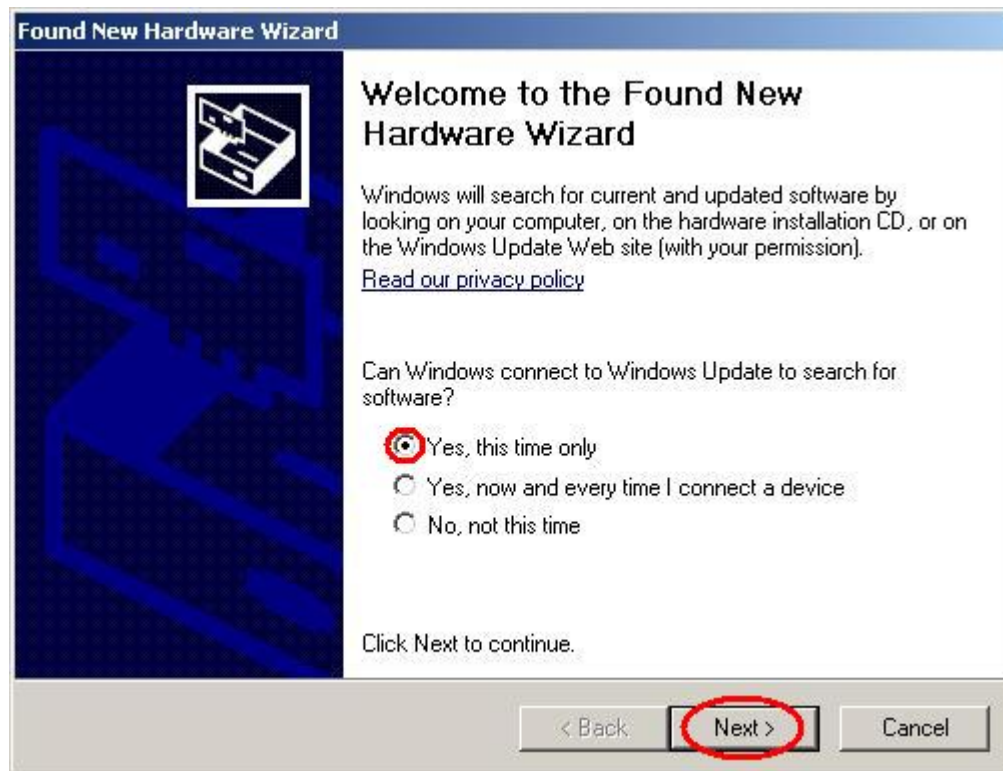 Found New Hardware Wizard
Welcome to the Found New
Hardware Wizard
Windows will search for current and updated software by
looking on your computer, on the hardware installation CD, or on
the Windows Update Web site (with your permission).
Read our privacy policy
Can Windows connect to Windows Update to search for
software?
Yes, this time only
Yes, now and every time I connect a device
No, not this time
Click Next to continue.
< Back Next > Cancel